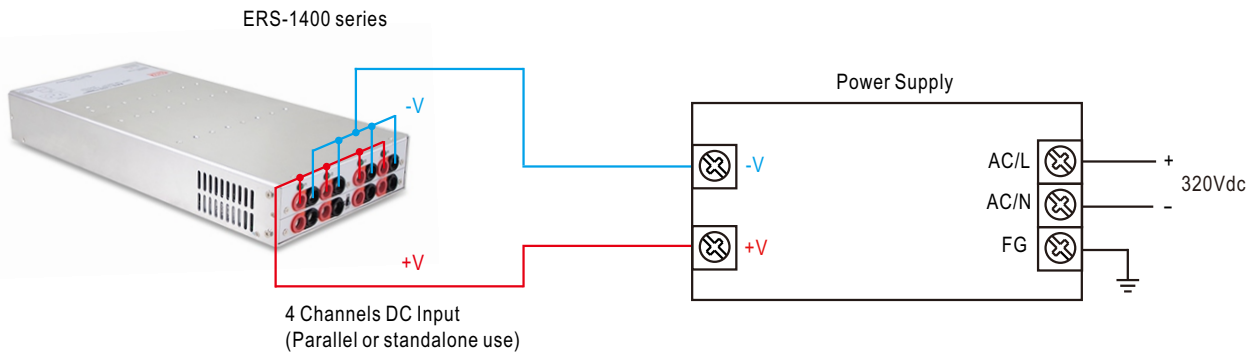 ERS-1400 series
-V
Power Supply
-V
AC/L
+
320Vdc
AC/N
–
+V
+V
FG
4 Channels DC Input
(Parallel or standalone use)